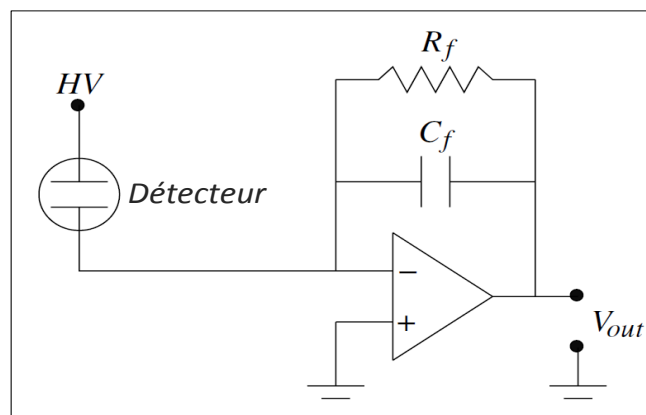 R_f
HV
C_f
Détecteur
−
+
V_out